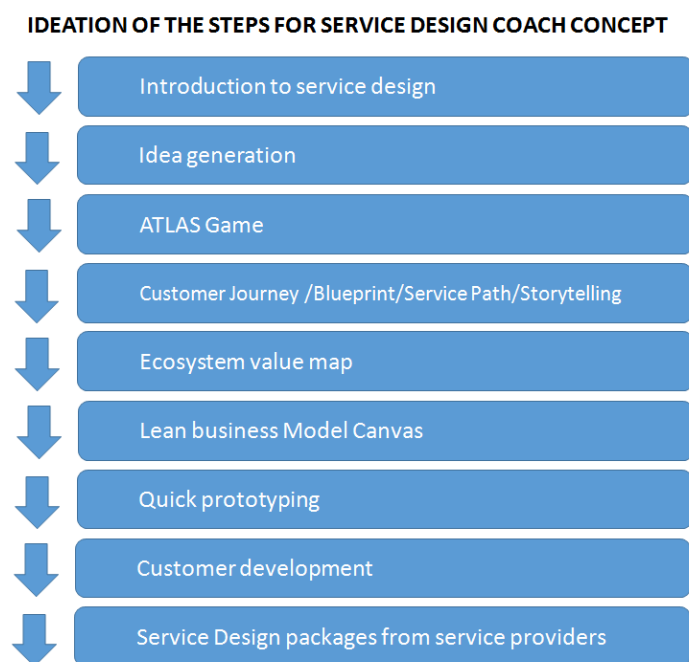 IDEATION OF THE STEPS FOR SERVICE DESIGN COACH CONCEPT
Introduction to service design
Idea generation
ATLAS Game
Customer Journey /Blueprint/Service Path/Storytelling
Ecosystem value map
Lean business Model Canvas
Quick prototyping
Customer development
Service Design packages from service providers